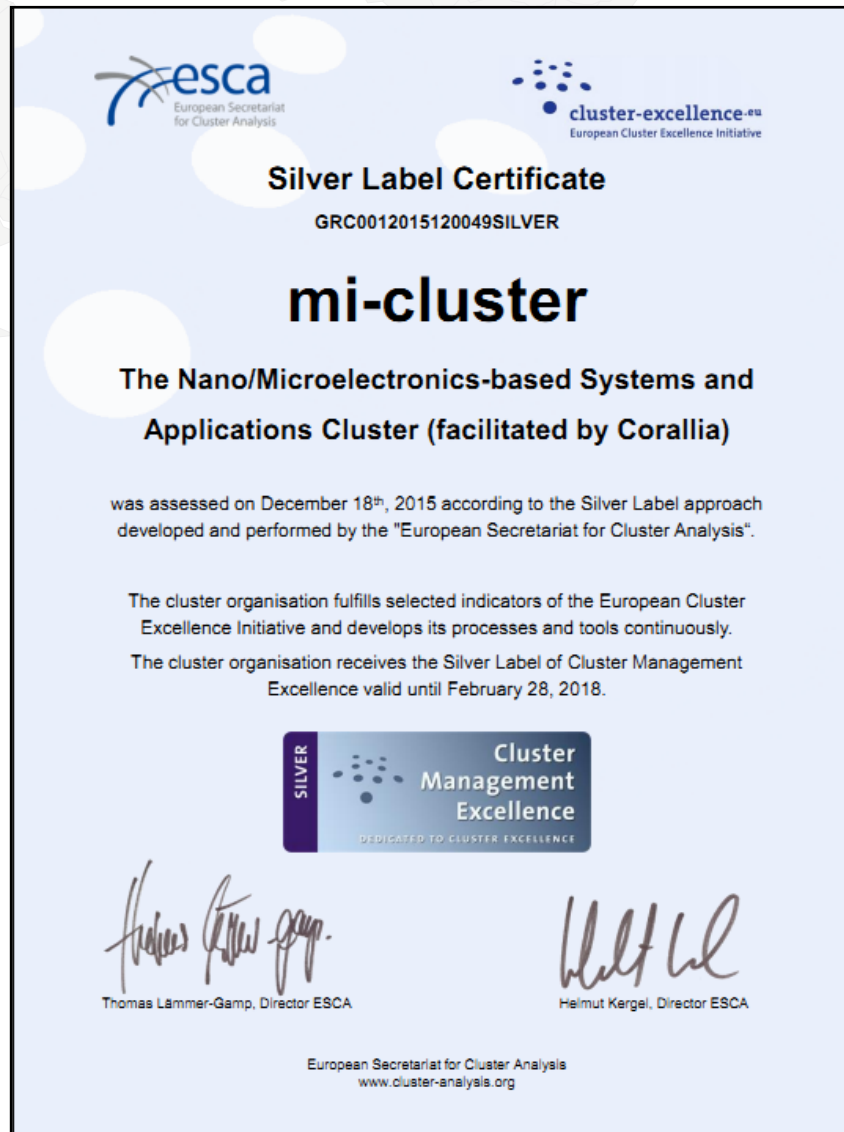 esca
European Secretariat
for Cluster Analysis
cluster-excellence.eu
European Cluster Excellence Initiative
Silver Label Certificate
GRC0012015120049SILVER
mi-cluster
The Nano/Microelectronics-based Systems and
Applications Cluster (facilitated by Corallia)
was assessed on December 18th, 2015 according to the Silver Label approach
developed and performed by the "European Secretariat for Cluster Analysis“.
The cluster organisation fulfills selected indicators of the European Cluster
Excellence Initiative and develops its processes and tools continuously.
The cluster organisation receives the Silver Label of Cluster Management
Excellence valid until February 28, 2018.
SILVER
Cluster
Management
Excellence
DEDICATED TO CLUSTER EXCELLENCE
Thomas Lämmer-Gamp, Director ESCA
Helmut Kergel, Director ESCA
European Secretariat for Cluster Analysis
www.cluster-analysis.org